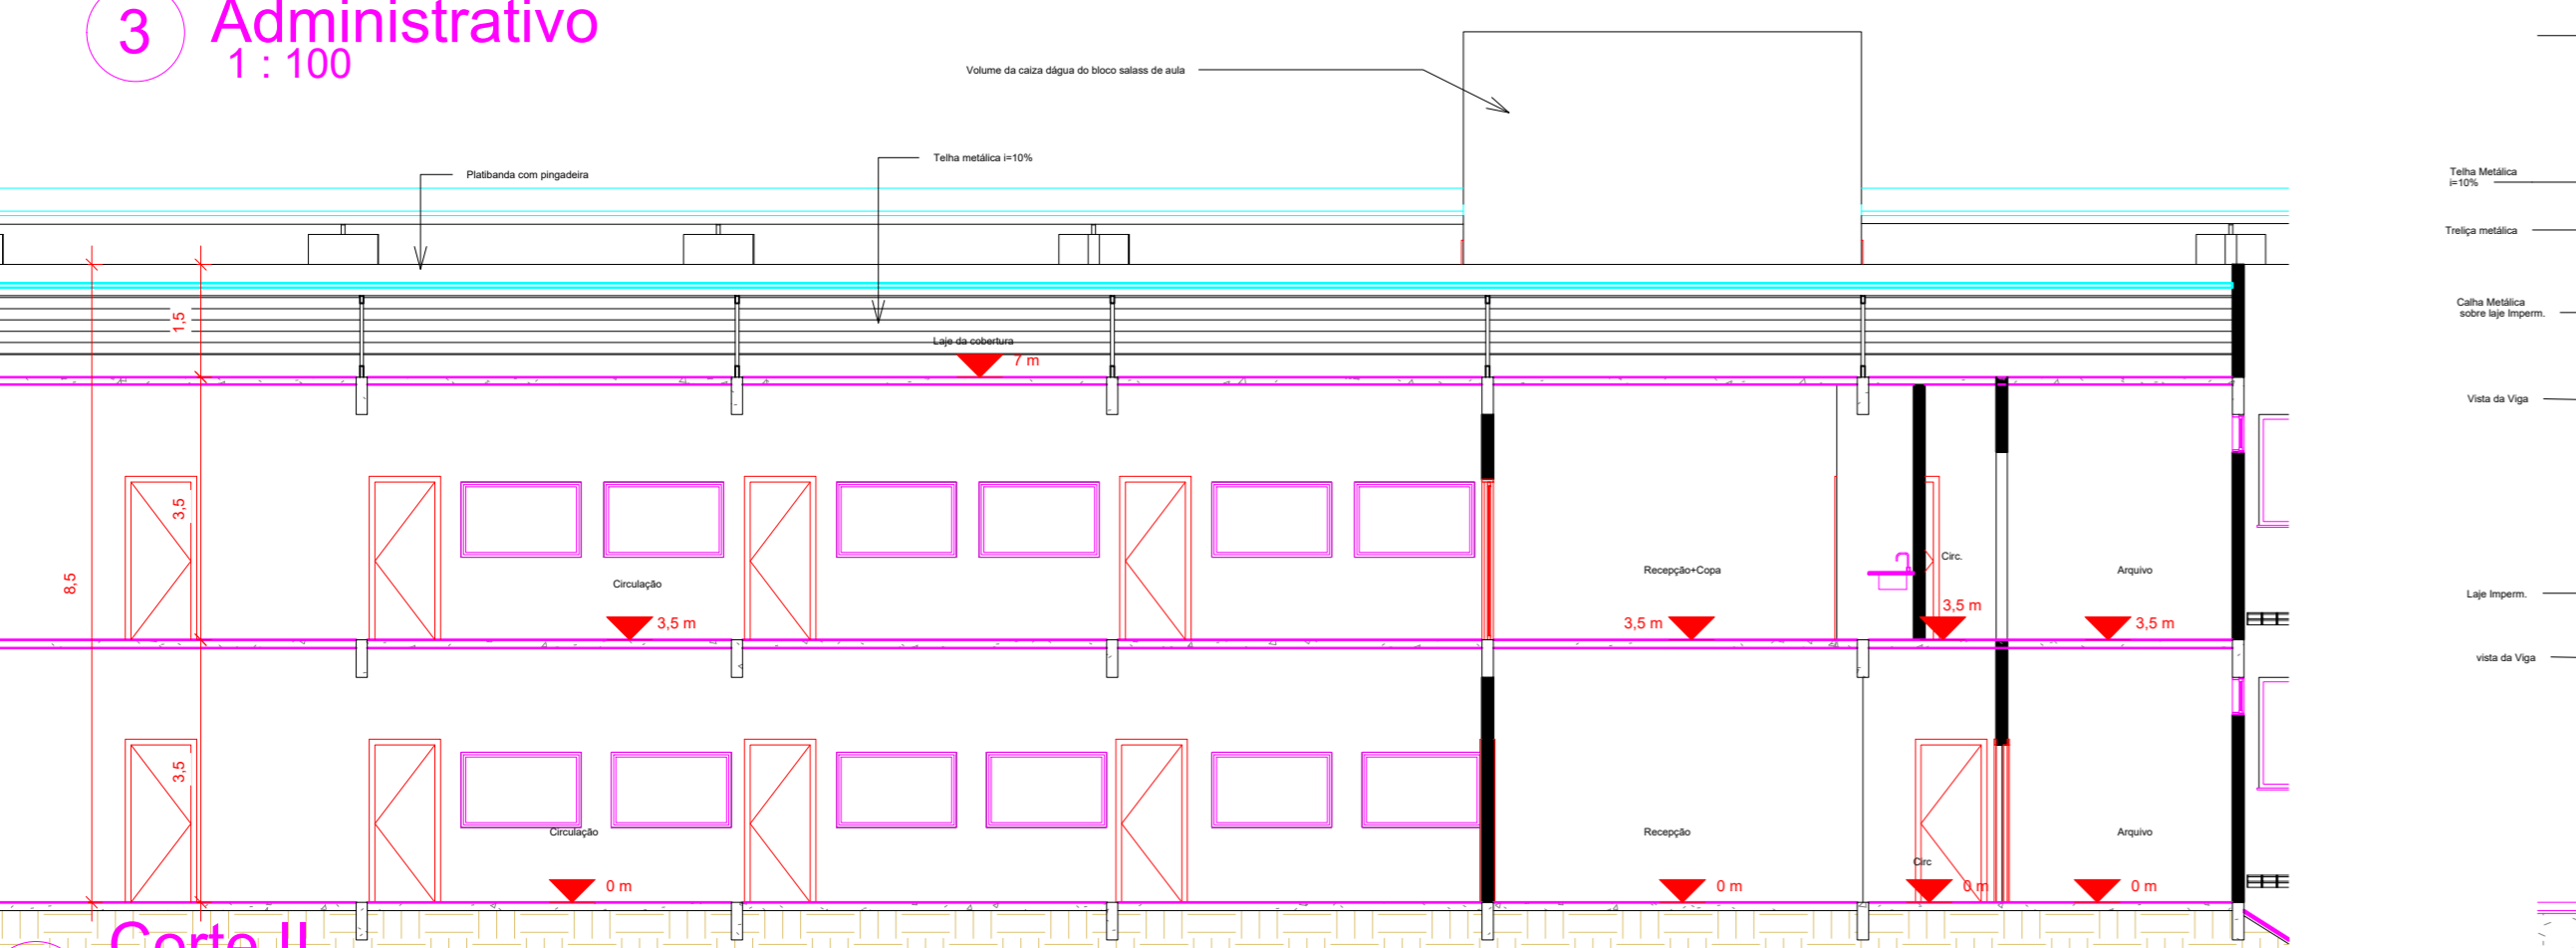 3
Administrativo
1 : 100
Volume da caiza dágua do bloco salass de aula
Telha metálica i=10%
Platibanda com pingadeira
Telha Metálica
i=10%
Treliça metálica
Calha Metálica
sobre laje Imperm.
1,5
Laje da cobertura
7 m
Vista da Viga
3,5
8,5
Circulação
3,5 m
Recepção+Copa
3,5 m
Circ.
3,5 m
Arquivo
3,5 m
Laje Imperm.
vista da Viga
3,5
Circulação
0 m
Recepção
0 m
Circ
0 m
Arquivo
0 m
Corte II